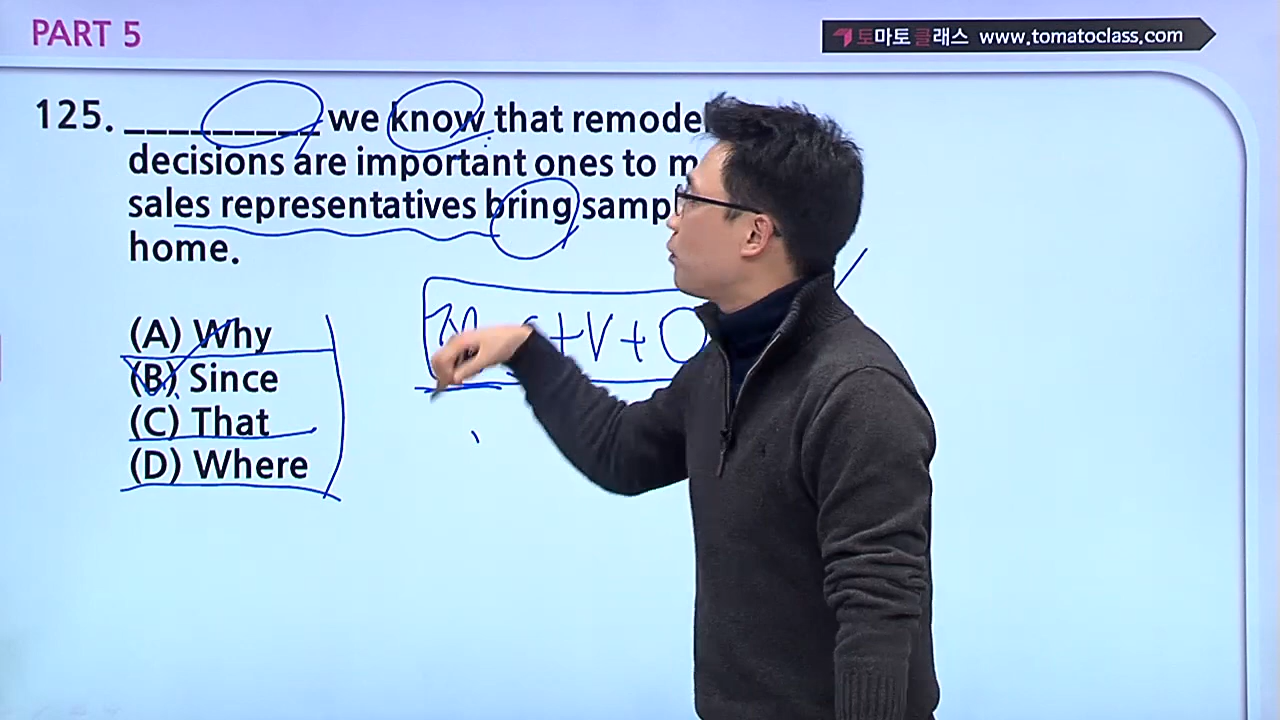 PART 5
토마토클래스 www.tomatoclass.com
125. _________ we know that remodel
decisions are important ones to m
sales representatives bring samp
home.
(A) Why
(B) Since
(C) That
(D) Where
+V+O